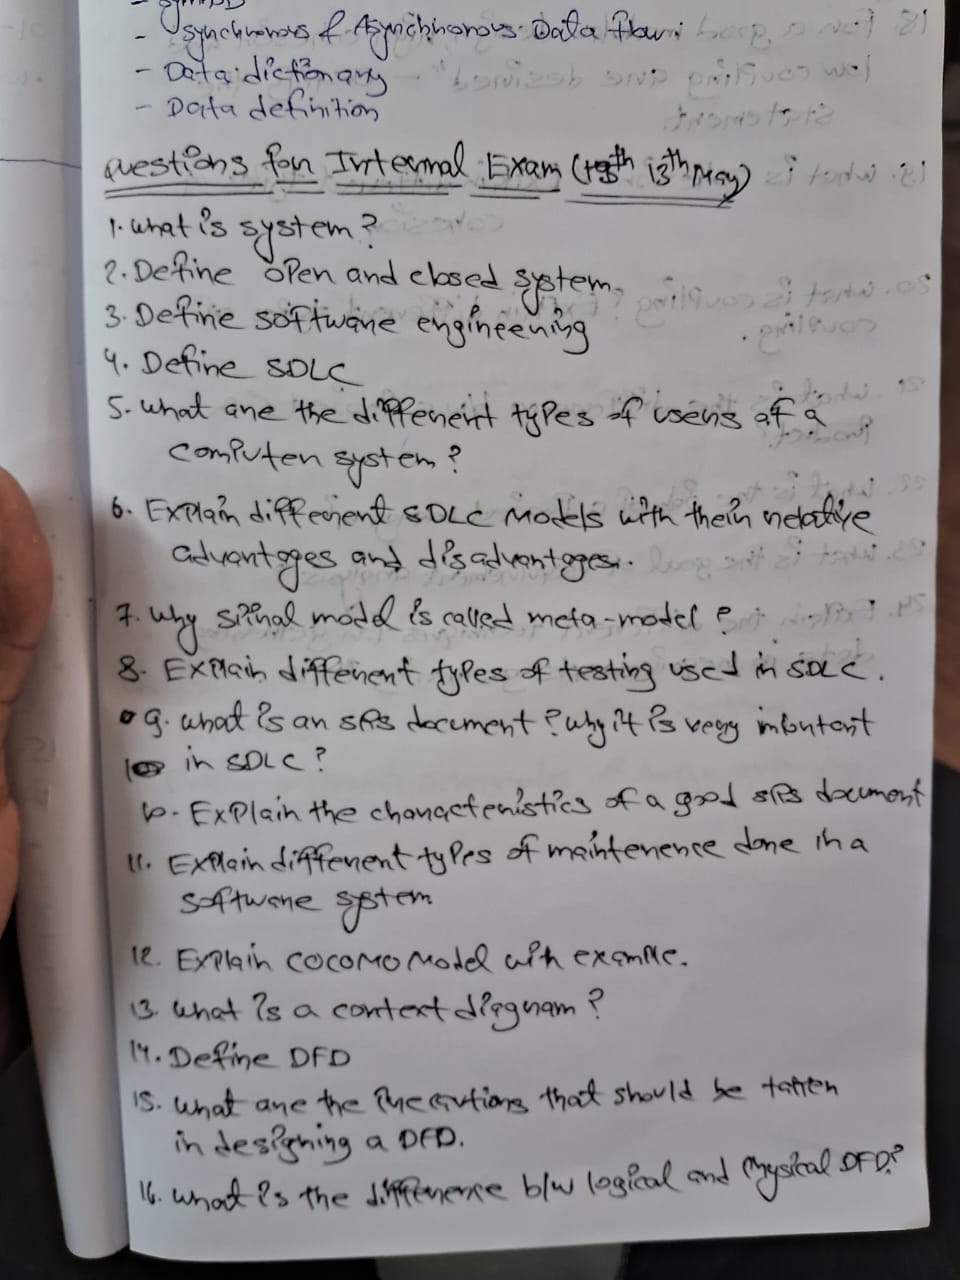 - Synchronous & Asynchronous Data flow
- Data dictionary
- Data definition
Questions for Internal Exam (13th May)
1. What is system?
2. Define open and closed system.
3. Define software engineering
4. Define SDLC
5. What are the different types of users of a
computer system?
6. Explain different SDLC Models with their relative
advantages and disadvantages.
7. Why spiral model is called meta-model?
8. Explain different types of testing used in SDLC.
9. What is an SRS document? Why it is very imbutant
in SDLC?
10. Explain the characteristics of a good SRS document
11. Explain different types of maintenence done in a
software system
12. Explain COCOMO Model with example.
13. What is a context diagram?
14. Define DFD
15. What are the precautions that should be taken
in designing a DFD.
16. What is the difference b/w logical and physical DFD?